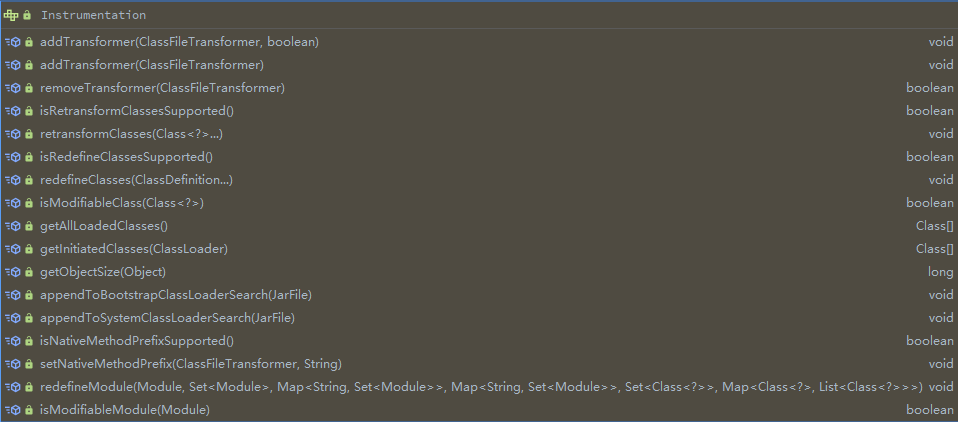 Instrumentation
addTransformer(ClassFileTransformer, boolean) void
addTransformer(ClassFileTransformer) void
removeTransformer(ClassFileTransformer) boolean
isRetransformClassesSupported() boolean
retransformClasses(Class<?>...) void
isRedefineClassesSupported() boolean
redefineClasses(ClassDefinition...) void
isModifiableClass(Class<?>) boolean
getAllLoadedClasses() Class[]
getInitiatedClasses(ClassLoader) Class[]
getObjectSize(Object) long
appendToBootstrapClassLoaderSearch(JarFile) void
appendToSystemClassLoaderSearch(JarFile) void
isNativeMethodPrefixSupported() boolean
setNativeMethodPrefix(ClassFileTransformer, String) void
redefineModule(Module, Set<Module>, Map<String, Set<Module>>, Map<String, Set<Module>>, Set<Class<?>>, Map<Class<?>, List<Class<?>>>) void
isModifiableModule(Module) boolean